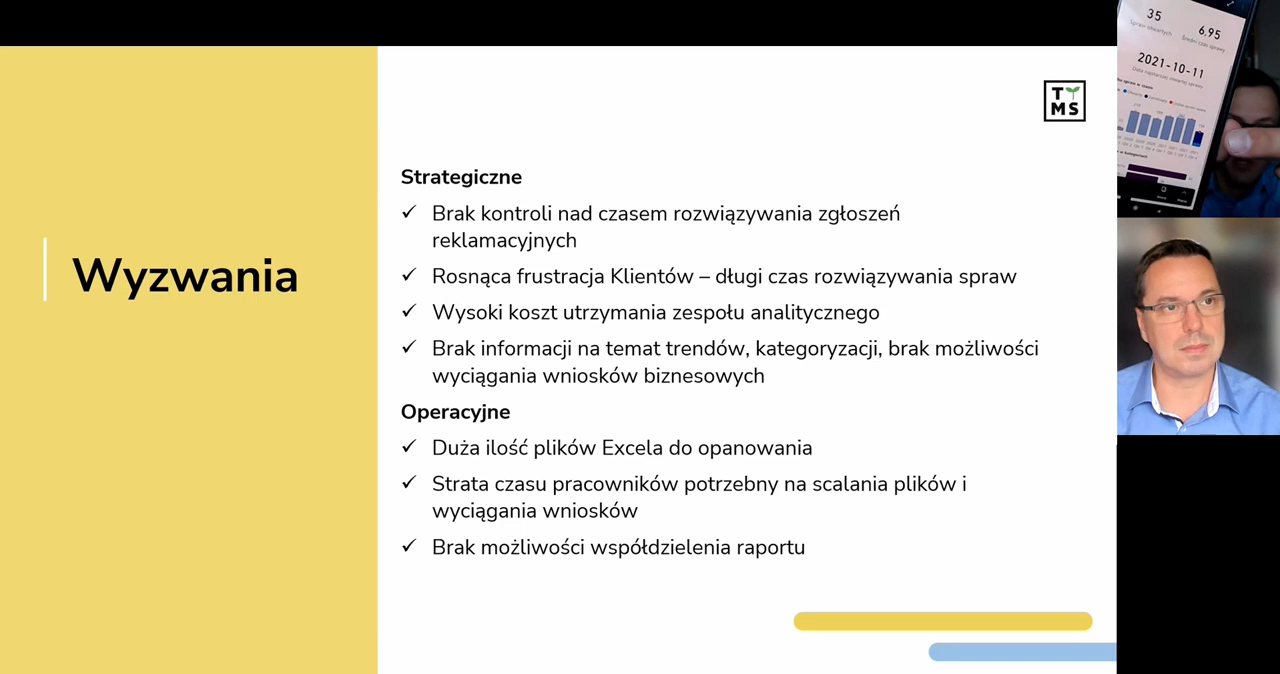 Wyzwania
TMS
Strategiczne
✓ Brak kontroli nad czasem rozwiązywania zgłoszeń
reklamacyjnych
✓ Rosnąca frustracja Klientów – długi czas rozwiązywania spraw
✓ Wysoki koszt utrzymania zespołu analitycznego
✓ Brak informacji na temat trendów, kategoryzacji, brak możliwości
wyciągania wniosków biznesowych
Operacyjne
✓ Duża ilość plików Excela do opanowania
✓ Strata czasu pracowników potrzebny na scalania plików i
wyciągania wniosków
✓ Brak możliwości współdzielenia raportu
35
6,95
2021-10-11